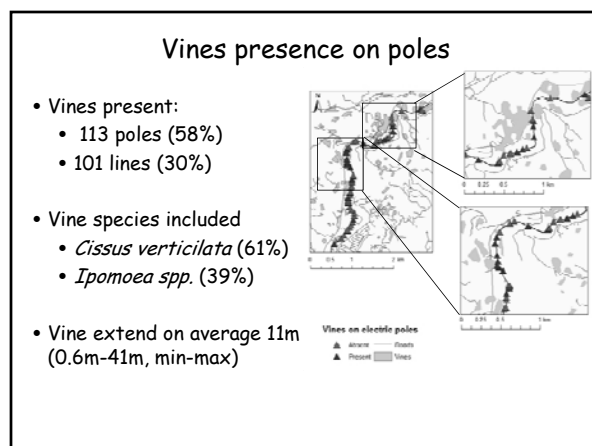 Vines presence on poles
• Vines present:
• 113 poles (58%)
• 101 lines (30%)
• Vine species included
• Cissus verticilata (61%)
• Ipomoea spp. (39%)
• Vine extend on average 11m
(0.6m-41m, min-max)
N
0 0.5 1 2 km
0 0.25 0.5 1 km
0 0.25 0.5 1 km
Vines on electric poles
Absent Roads
Present Vines